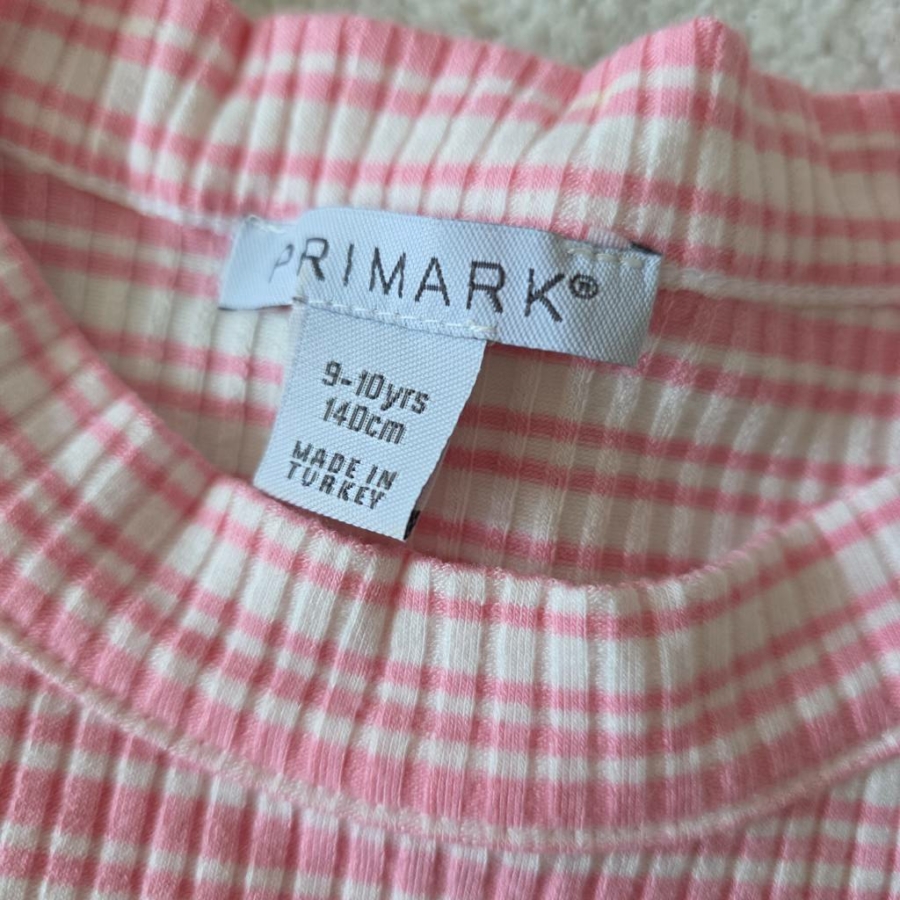 PRIMARK®
9-10yrs
140cm
MADE IN
TURKEY